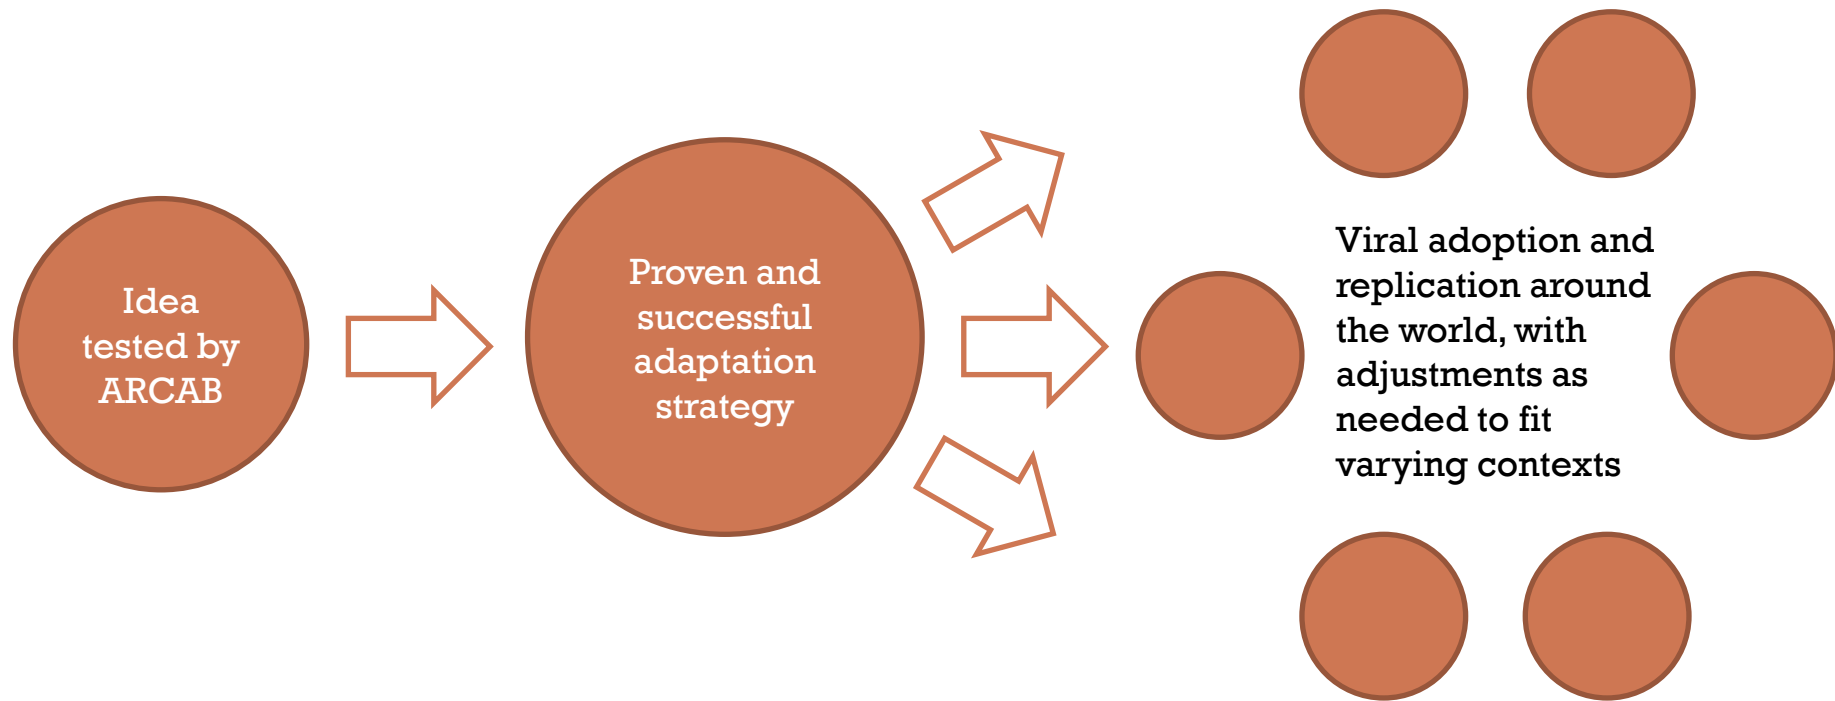 Idea
tested by
ARCAB
Proven and
successful
adaptation
strategy
Viral adoption and
replication around
the world, with
adjustments as
needed to fit
varying contexts